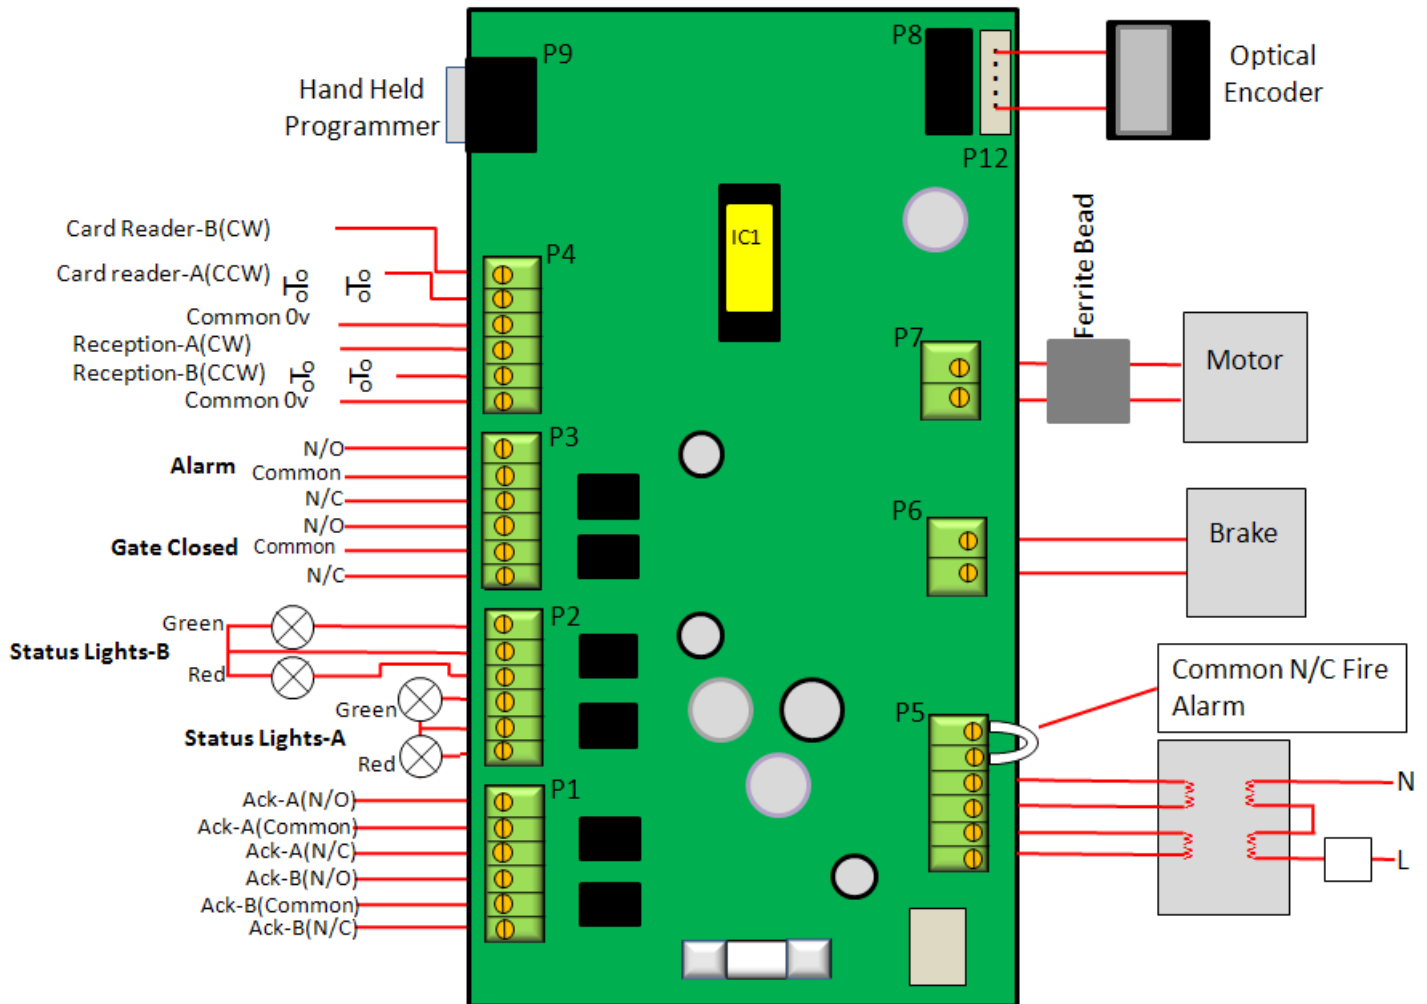 P9
Hand Held
Programmer
P8
Optical
Encoder
P12
Card Reader-B(CW)
Card reader-A(CCW)
Common 0v
Reception-A(CW)
Reception-B(CCW)
Common 0v
P4
IC1
Ferrite Bead
P7
Motor
P3
Alarm
N/O
Common
N/C
Gate Closed
N/O
Common
N/C
P6
Brake
P2
Status Lights-B
Green
Red
Status Lights-A
Green
Red
Common N/C Fire
Alarm
P5
N
L
P1
Ack-A(N/O)
Ack-A(Common)
Ack-A(N/C)
Ack-B(N/O)
Ack-B(Common)
Ack-B(N/C)